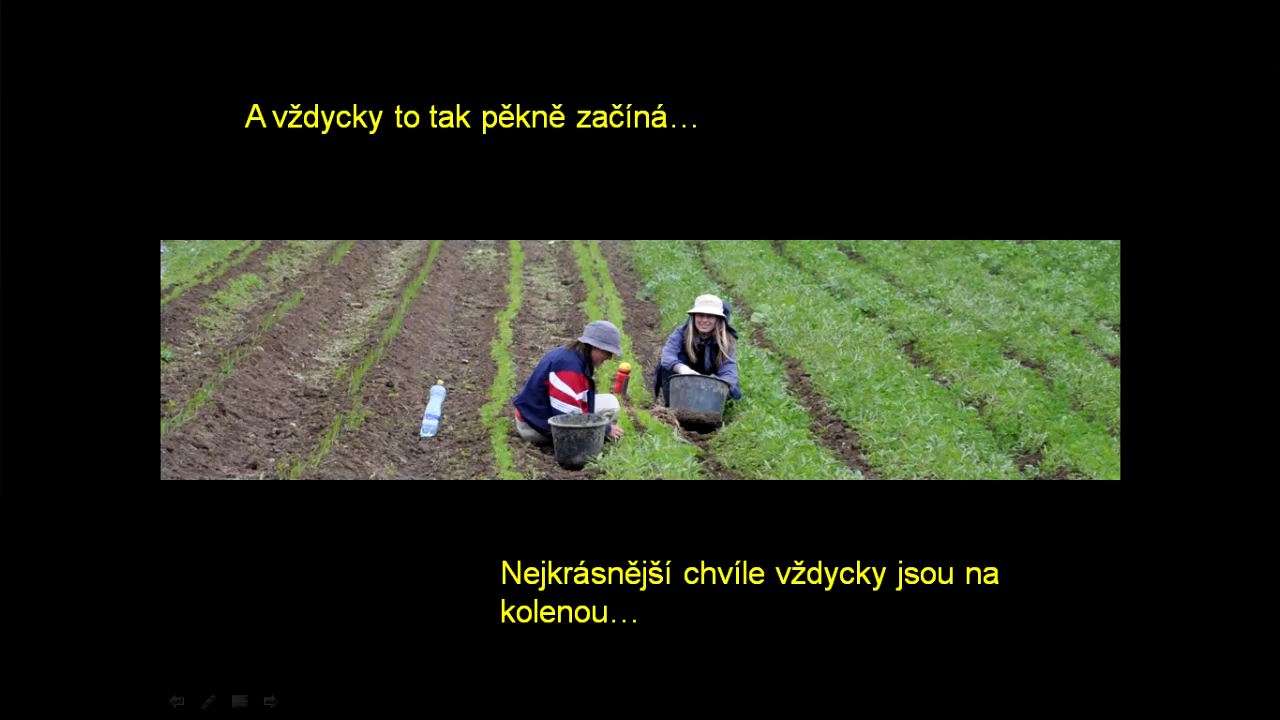 A vždycky to tak pěkně začíná…
Nejkrásnější chvíle vždycky jsou na
kolenou…